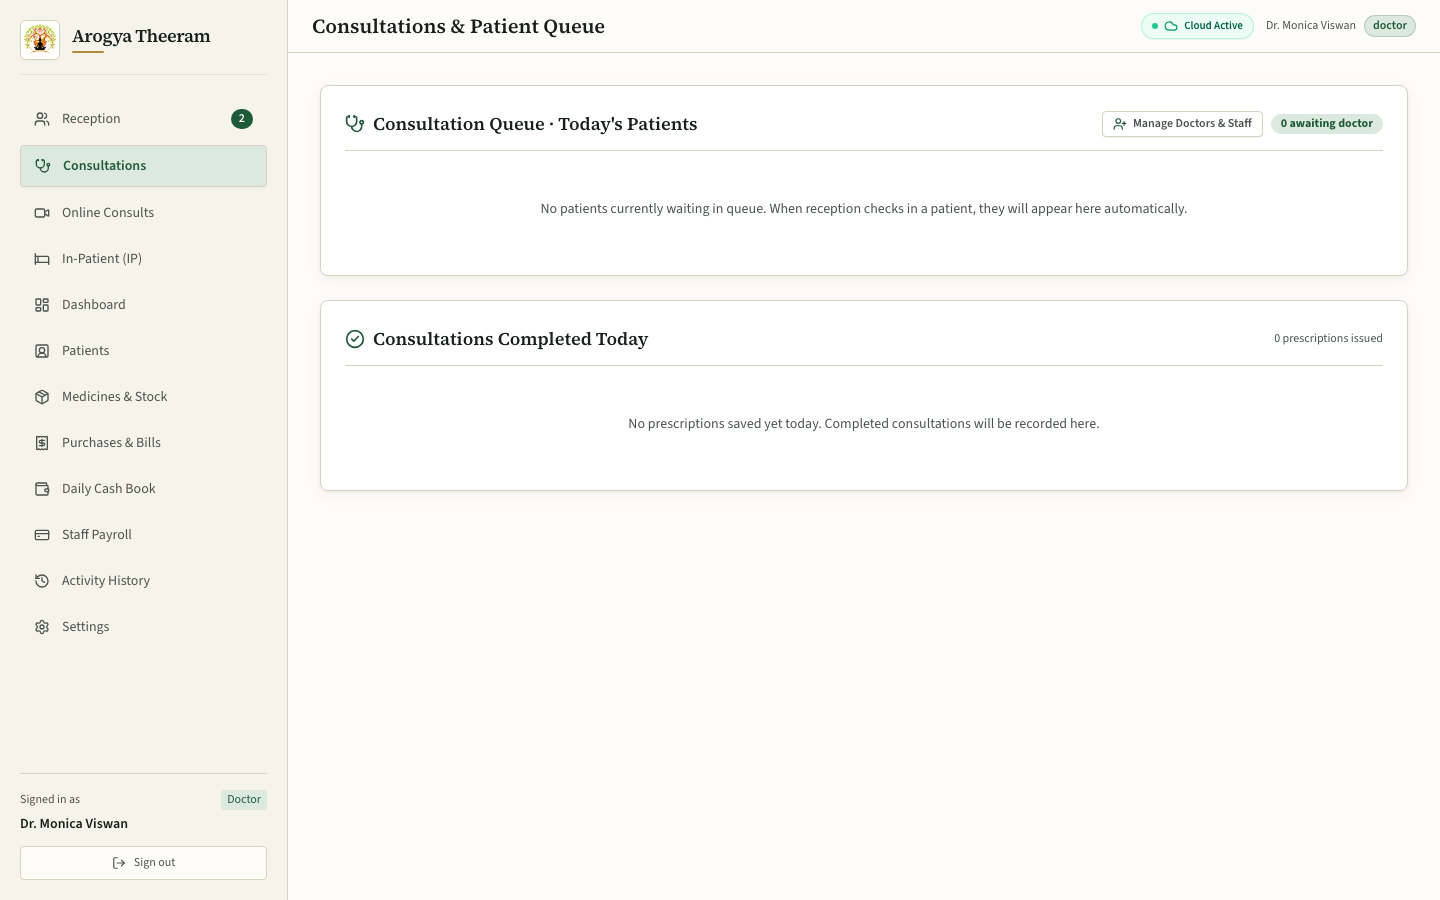 Arogya Theeram
Reception 2
Consultations
Online Consults
In-Patient (IP)
Dashboard
Patients
Medicines & Stock
Purchases & Bills
Daily Cash Book
Staff Payroll
Activity History
Settings
Signed in as Doctor
Dr. Monica Viswan
Sign out
Consultations & Patient Queue
Cloud Active Dr. Monica Viswan doctor
Consultation Queue · Today's Patients
Manage Doctors & Staff 0 awaiting doctor
No patients currently waiting in queue. When reception checks in a patient, they will appear here automatically.
Consultations Completed Today
0 prescriptions issued
No prescriptions saved yet today. Completed consultations will be recorded here.